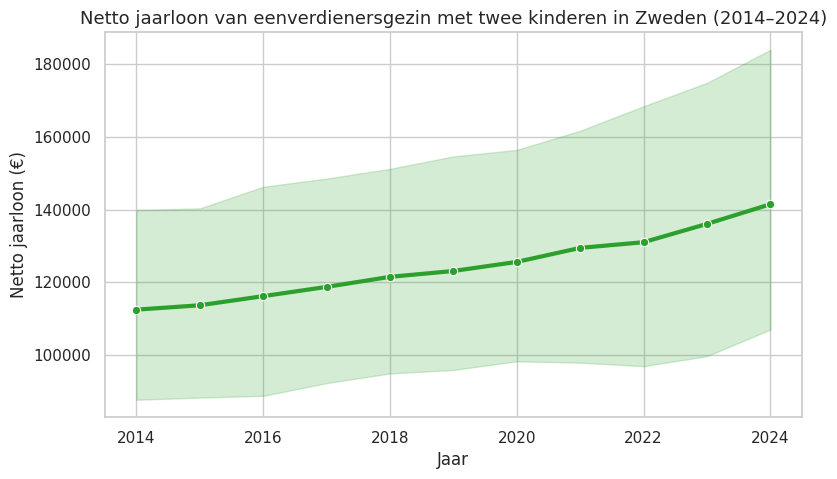 Netto jaarloon van eenverdienersgezin met twee kinderen in Zweden (2014–2024)
Netto jaarloon (€)
180000
160000
140000
120000
100000
2014 2016 2018 2020 2022 2024
Jaar